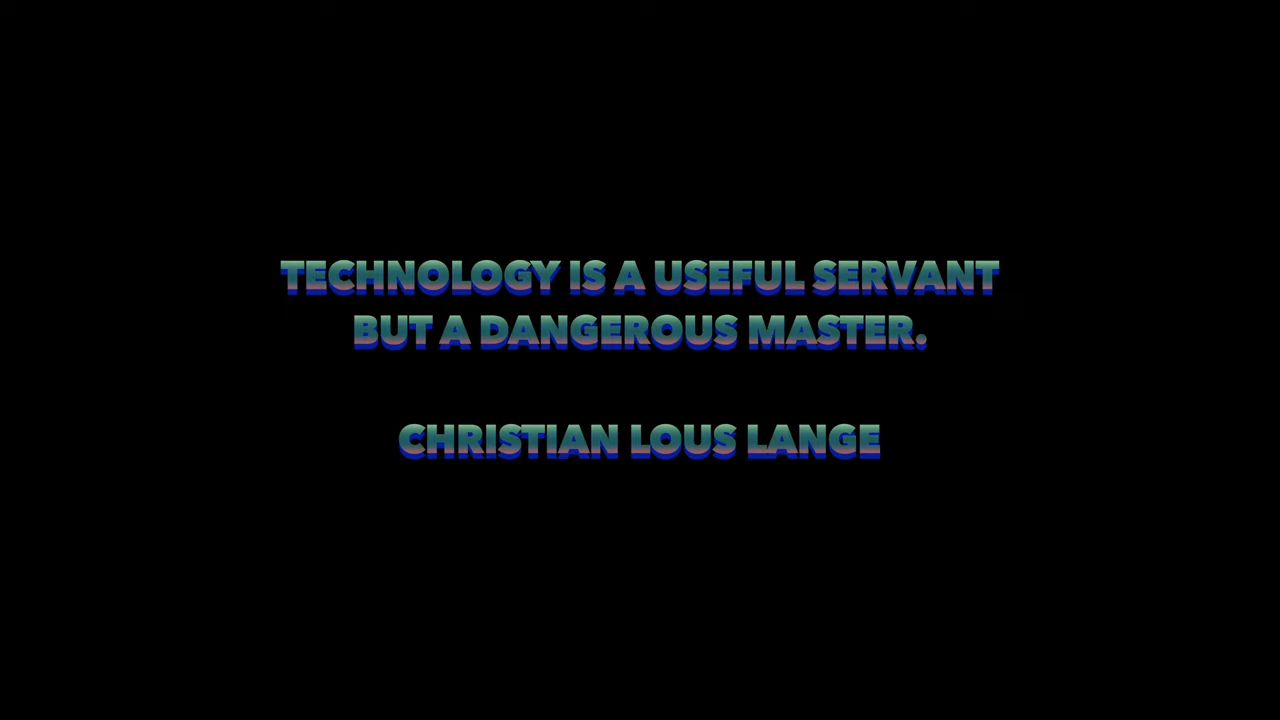 TECHNOLOGY IS A USEFUL SERVANT
BUT A DANGEROUS MASTER.
CHRISTIAN LOUS LANGE